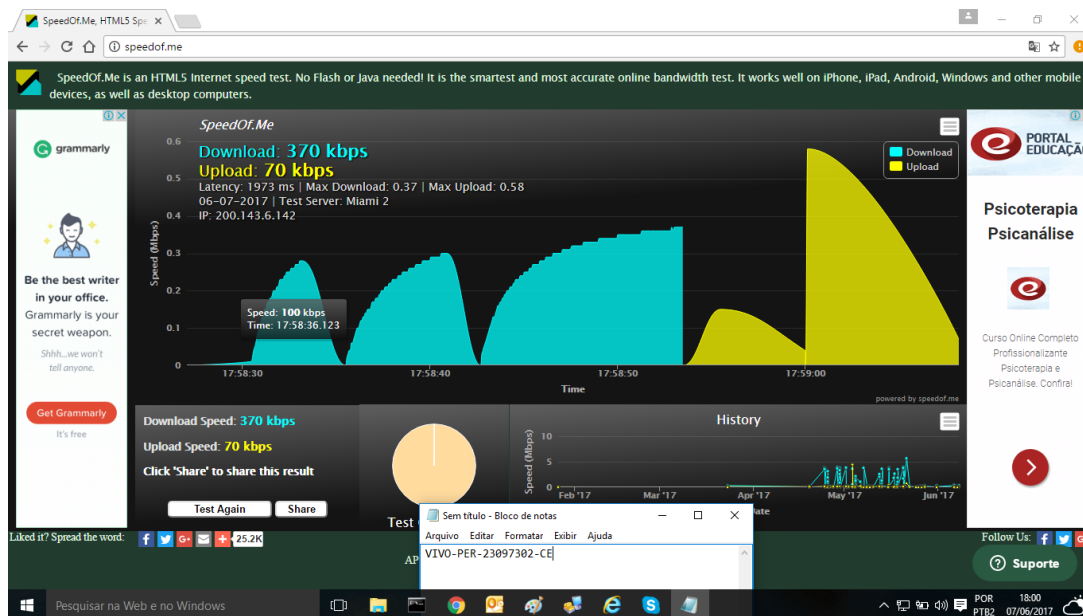 SpeedOf.Me, HTML5 Spe
speedof.me
SpeedOf.Me is an HTML5 Internet speed test. No Flash or Java needed! It is the smartest and most accurate online bandwidth test. It works well on iPhone, iPad, Android, Windows and other mobile
devices, as well as desktop computers.
grammarly
Be the best writer
in your office.
Grammarly is your
secret weapon.
Shhh...we won't
tell anyone.
Get Grammarly
It's free
SpeedOf.Me
Download: 370 kbps
Upload: 70 kbps
Latency: 1973 ms | Max Download: 0.37 | Max Upload: 0.58
06-07-2017 | Test Server: Miami 2
IP: 200.143.6.142
Download
Upload
Speed (Mbps)
0.6
0.5
0.4
0.3
0.2
0.1
0
Speed: 100 kbps
Time: 17:58:36.123
17:58:30 17:58:40 17:58:50 17:59:00
Time
powered by speedof.me
PORTAL
EDUCAÇÃ
Psicoterapia
Psicanálise
Curso Online Completo
Profissionalizante
Psicoterapia e
Psicanálise. Confira!
Download Speed: 370 kbps
Upload Speed: 70 kbps
Click 'Share' to share this result
Test Again Share
Test
History
Speed (Mbps)
10
5
0
Feb '17 Mar '17 Apr '17 May '17 Jun '17
ate
Liked it? Spread the word:
25.2K
AP
Follow Us:
Suporte
Sem título - Bloco de notas
Arquivo Editar Formatar Exibir Ajuda
VIVO-PER-23097302-CE
Pesquisar na Web e no Windows
POR
PTB2
18:00
07/06/2017